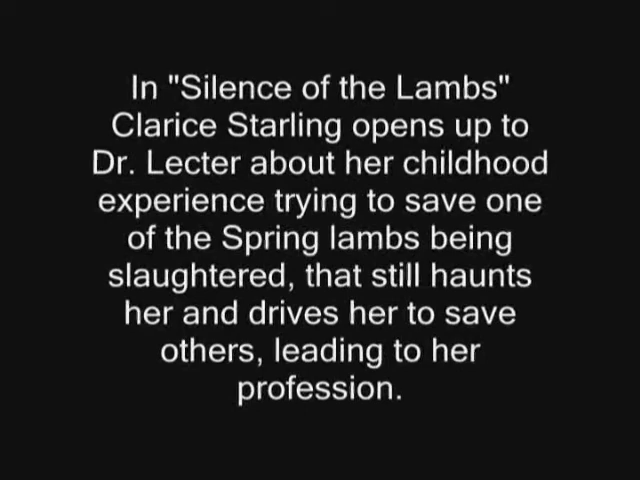 In "Silence of the Lambs"
Clarice Starling opens up to
Dr. Lecter about her childhood
experience trying to save one
of the Spring lambs being
slaughtered, that still haunts
her and drives her to save
others, leading to her
profession.